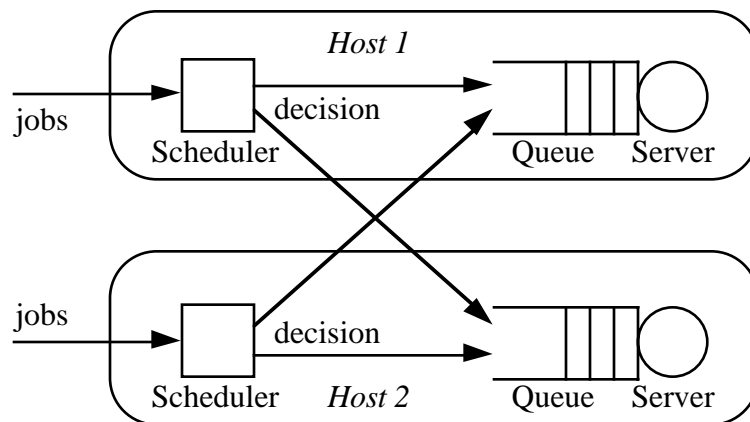 Host 1
jobs
decision
Scheduler
Queue
Server
jobs
decision
Scheduler
Host 2
Queue
Server